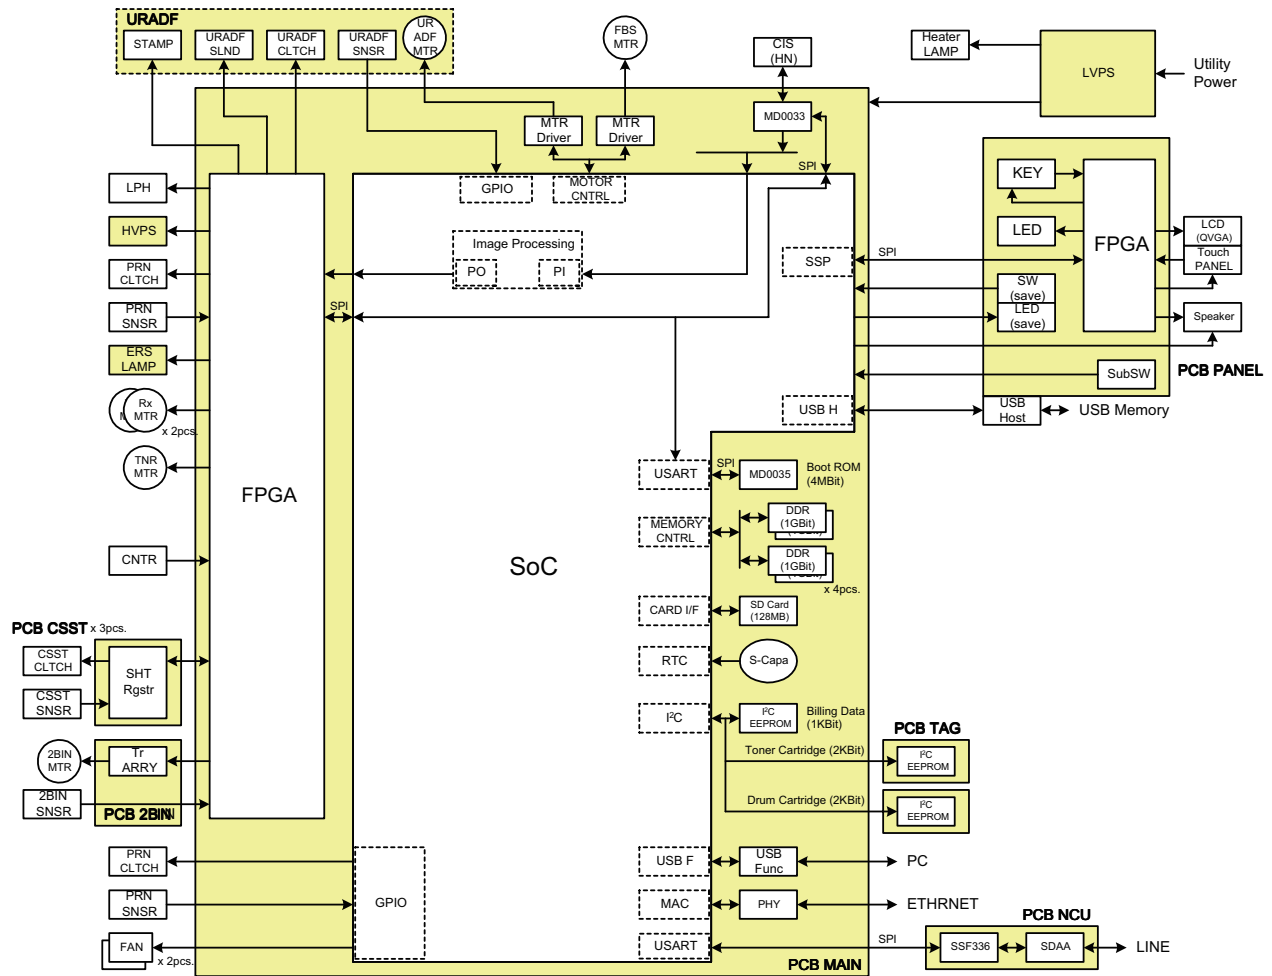 URADF
STAMP
URADF
SLND
URADF
CLTCH
URADF
SNSR
UR
ADF
MTR
FBS
MTR
CIS
(HN)
Heater
LAMP
LVPS
Utility
Power
MTR
Driver
MTR
Driver
MD0033
SPI
LPH
HVPS
PRN
CLTCH
PRN
SNSR
ERS
LAMP
Rx
MTR
x 2pcs.
TNR
MTR
CNTR
FPGA
SPI
GPIO
MOTOR
CNTRL
Image Processing
PO
PI
SSP
SPI
KEY
LED
SW
(save)
LED
(save)
FPGA
LCD
(QVGA)
Touch
PANEL
Speaker
SubSW
PCB PANEL
USB H
USB
Host
USB Memory
SoC
USART
SPI
MD0035
Boot ROM
(4MBit)
MEMORY
CNTRL
DDR
(1GBit)
DDR
(1GBit)
x 4pcs.
CARD I/F
SD Card
(128MB)
RTC
S-Capa
I²C
I²C
EEPROM
Billing Data
(1KBit)
Toner Cartridge (2KBit)
PCB TAG
I²C
EEPROM
Drum Cartridge (2KBit)
I²C
EEPROM
PCB CSST x 3pcs.
CSST
CLTCH
CSST
SNSR
SHT
Rgstr
2BIN
MTR
2BIN
SNSR
Tr
ARRY
PCB 2BIN
PRN
CLTCH
PRN
SNSR
FAN
x 2pcs.
GPIO
USB F
USB
Func
PC
MAC
PHY
ETHRNET
USART
SPI
PCB NCU
SSF336
SDAA
LINE
PCB MAIN